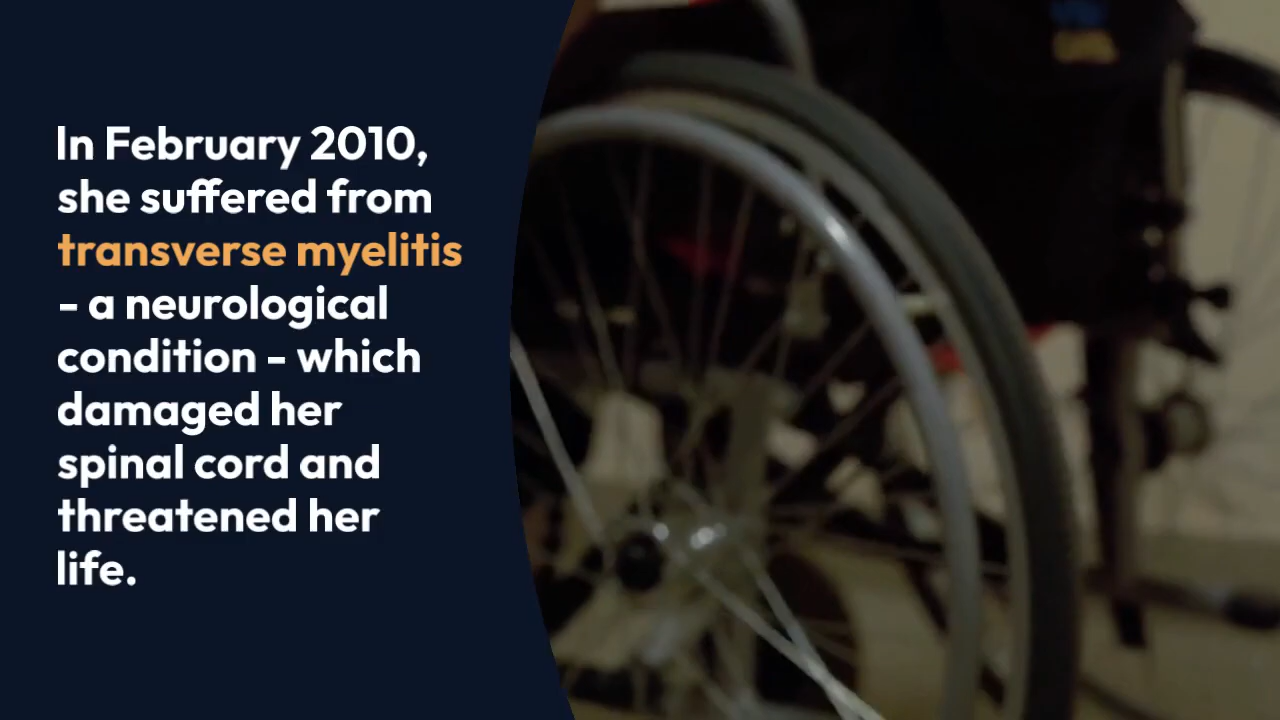 In February 2010,
she suffered from
transverse myelitis
- a neurological
condition - which
damaged her
spinal cord and
threatened her
life.